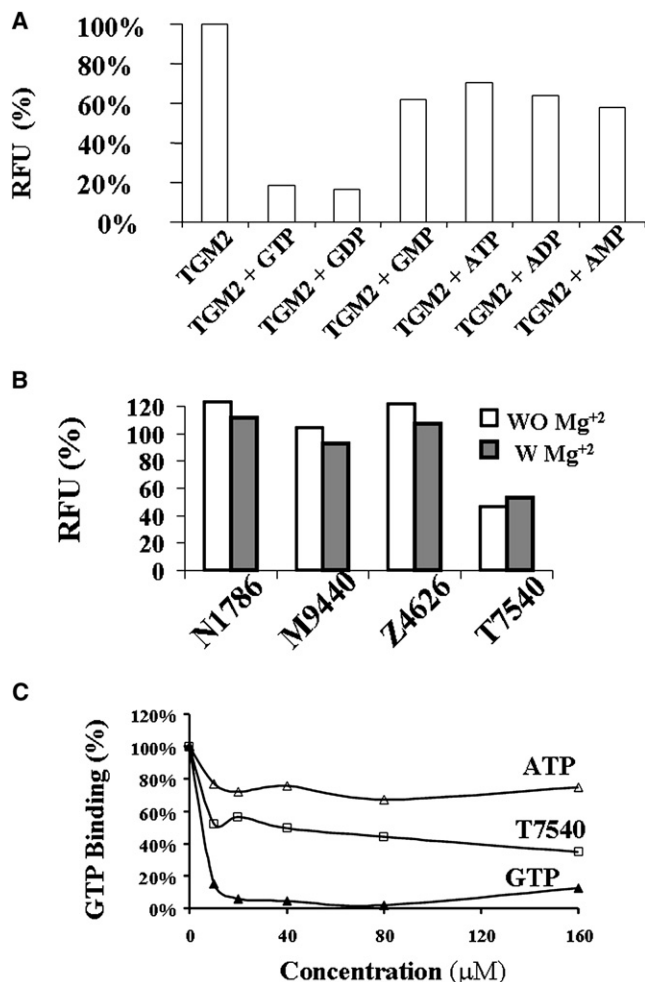 A
RFU (%)
100%
80%
60%
40%
20%
0%
TGM2
TGM2 + GTP
TGM2 + GDP
TGM2 + GMP
TGM2 + ATP
TGM2 + ADP
TGM2 + AMP
B
RFU (%)
120
100
80
60
40
20
0
WO Mg+2
W Mg+2
N1786
M9440
Z4626
T7540
C
GTP Binding (%)
120%
100%
80%
60%
40%
20%
0%
ATP
T7540
GTP
0
40
80
120
160
Concentration (µM)